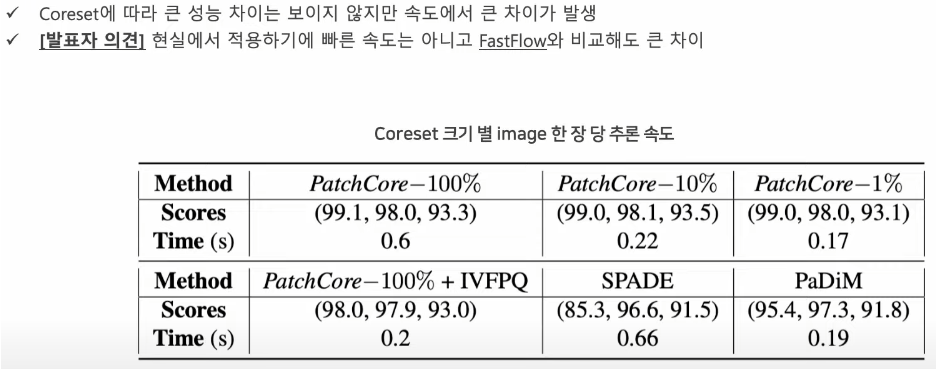 ✓ Coreset에 따라 큰 성능 차이는 보이지 않지만 속도에서 큰 차이가 발생
✓ [발표자 의견] 현실에서 적용하기에 빠른 속도는 아니고 FastFlow와 비교해도 큰 차이
Coreset 크기 별 image 한 장 당 추론 속도
Method PatchCore−100% PatchCore−10% PatchCore−1%
Scores (99.1, 98.0, 93.3) (99.0, 98.1, 93.5) (99.0, 98.0, 93.1)
Time (s) 0.6 0.22 0.17
Method PatchCore−100% + IVFPQ SPADE PaDiM
Scores (98.0, 97.9, 93.0) (85.3, 96.6, 91.5) (95.4, 97.3, 91.8)
Time (s) 0.2 0.66 0.19